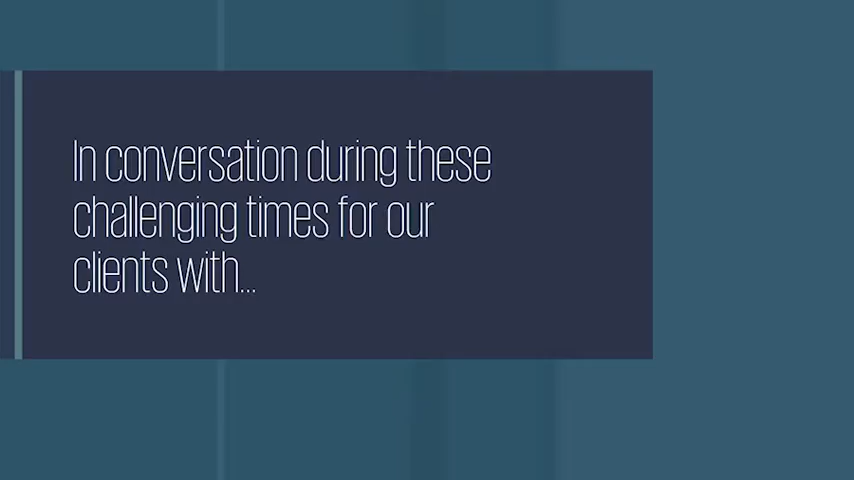 In conversation during these
challenging times for our
clients with...